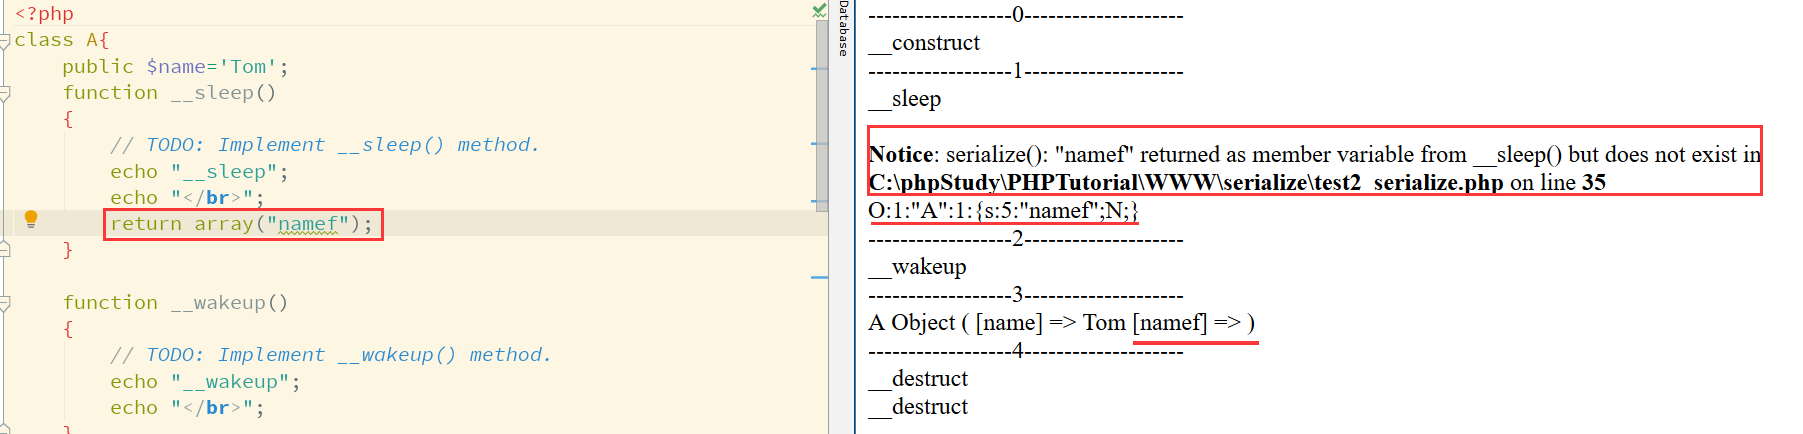 <?php
class A{
    public $name='Tom';
    function __sleep()
    {
        // TODO: Implement __sleep() method.
        echo "__sleep";
        echo "</br>";
        return array("namef");
    }

    function __wakeup()
    {
        // TODO: Implement __wakeup() method.
        echo "__wakeup";
        echo "</br>";
    }
Database
------------------0--------------------
__construct
------------------1--------------------
__sleep
Notice: serialize(): "namef" returned as member variable from __sleep() but does not exist in
C:\phpStudy\PHPTutorial\WWW\serialize\test2_serialize.php on line 35
O:1:"A":1:{s:5:"namef";N;}
------------------2--------------------
__wakeup
------------------3--------------------
A Object ( [name] => Tom [namef] => )
------------------4--------------------
__destruct
__destruct